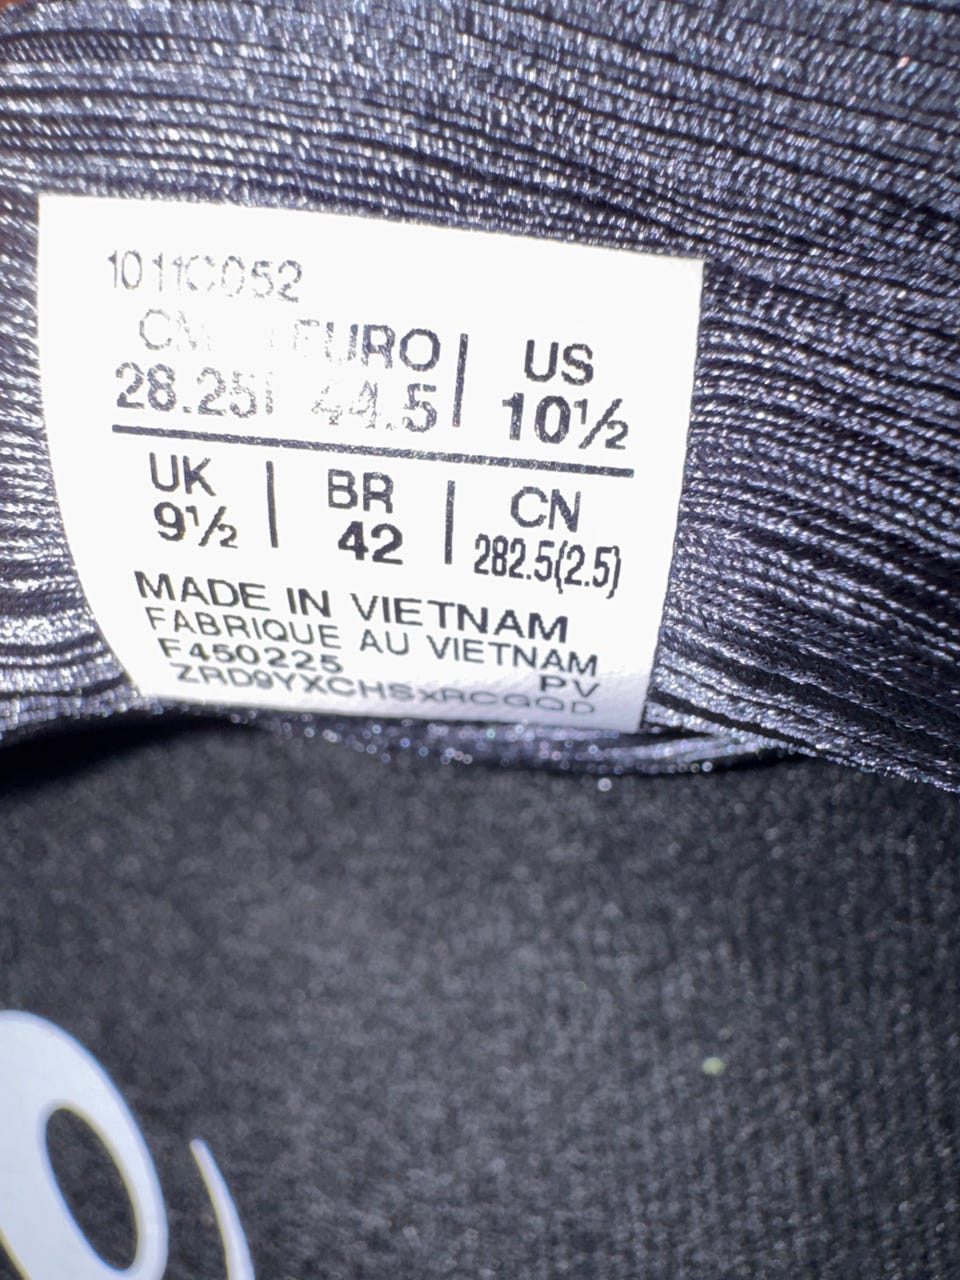 1011C052
CM | EURO | US
28.25 | 44.5 | 10½
UK | BR | CN
9½ | 42 | 282.5(2.5)
MADE IN VIETNAM
FABRIQUE AU VIETNAM
F450225 PV
ZRD9YXCHSxRCGQD